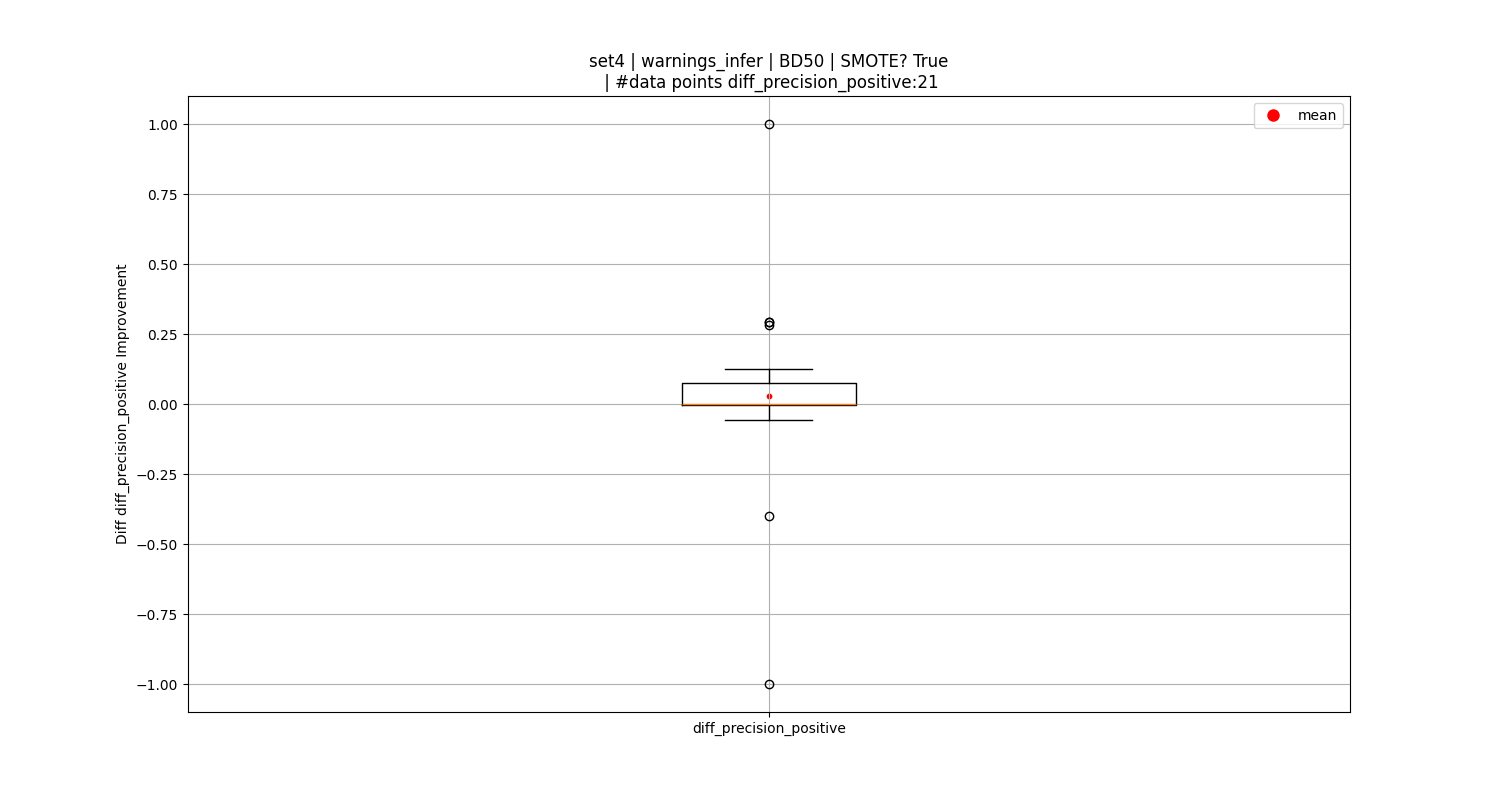 set4 | warnings_infer | BD50 | SMOTE? True
| #data points diff_precision_positive:21
mean
1.00
0.75
0.50
0.25
0.00
−0.25
−0.50
−0.75
−1.00
Diff diff_precision_positive Improvement
diff_precision_positive